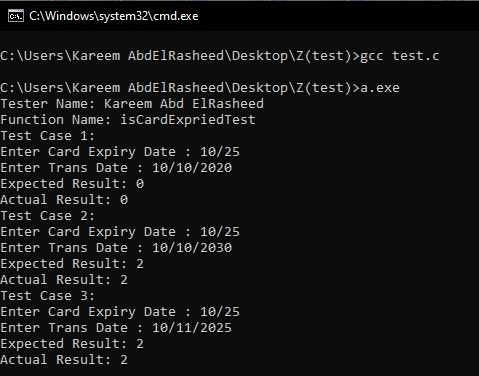 C:\Windows\system32\cmd.exe
C:\Users\Kareem AbdElRasheed\Desktop\Z(test)>gcc test.c
C:\Users\Kareem AbdElRasheed\Desktop\Z(test)>a.exe
Tester Name: Kareem Abd ElRasheed
Function Name: isCardExpriedTest
Test Case 1:
Enter Card Expiry Date : 10/25
Enter Trans Date : 10/10/2020
Expected Result: 0
Actual Result: 0
Test Case 2:
Enter Card Expiry Date : 10/25
Enter Trans Date : 10/10/2030
Expected Result: 2
Actual Result: 2
Test Case 3:
Enter Card Expiry Date : 10/25
Enter Trans Date : 10/11/2025
Expected Result: 2
Actual Result: 2